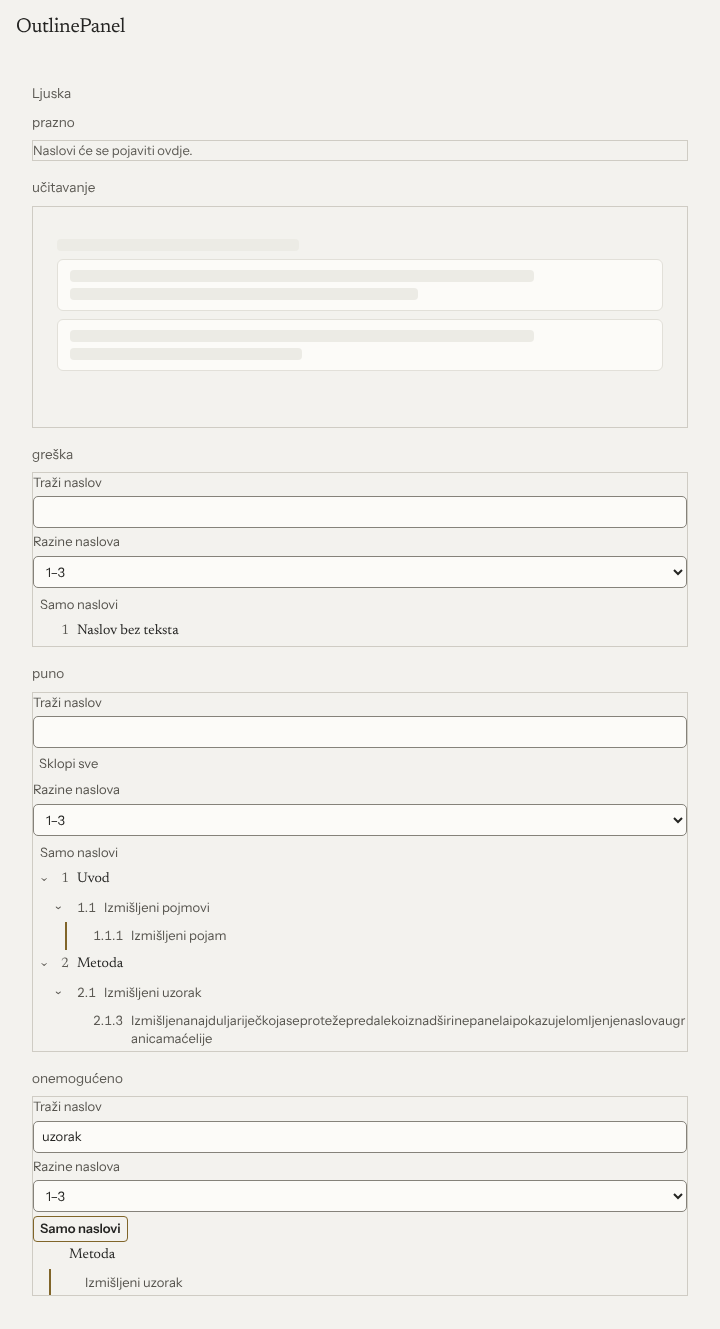 OutlinePanel
Ljuska
prazno
Naslovi će se pojaviti ovdje.
učitavanje
greška
Traži naslov
Razine naslova
1–3
Samo naslovi
1 Naslov bez teksta
puno
Traži naslov
Sklopi sve
Razine naslova
1–3
Samo naslovi
1 Uvod
1.1 Izmišljeni pojmovi
1.1.1 Izmišljeni pojam
2 Metoda
2.1 Izmišljeni uzorak
2.1.3 Izmišljenanajduljariječkojaseprotežepredalekoiznadširinepanelaipokazujelomljenjenaslovaugr
anicamaćelije
onemogućeno
Traži naslov
uzorak
Razine naslova
1–3
Samo naslovi
Metoda
Izmišljeni uzorak